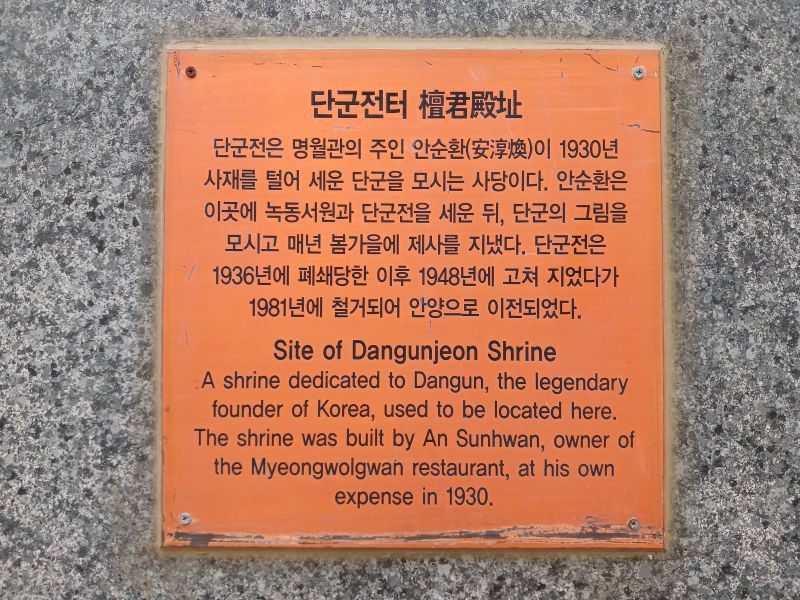 단군전터 檀君殿址
단군전은 명월관의 주인 안순환(安淳煥)이 1930년
사재를 털어 세운 단군을 모시는 사당이다. 안순환은
이곳에 녹동서원과 단군전을 세운 뒤, 단군의 그림을
모시고 매년 봄가을에 제사를 지냈다. 단군전은
1936년에 폐쇄당한 이후 1948년에 고쳐 지었다가
1981년에 철거되어 안양으로 이전되었다.
Site of Dangunjeon Shrine
A shrine dedicated to Dangun, the legendary
founder of Korea, used to be located here.
The shrine was built by An Sunhwan, owner of
the Myeongwolgwan restaurant, at his own
expense in 1930.